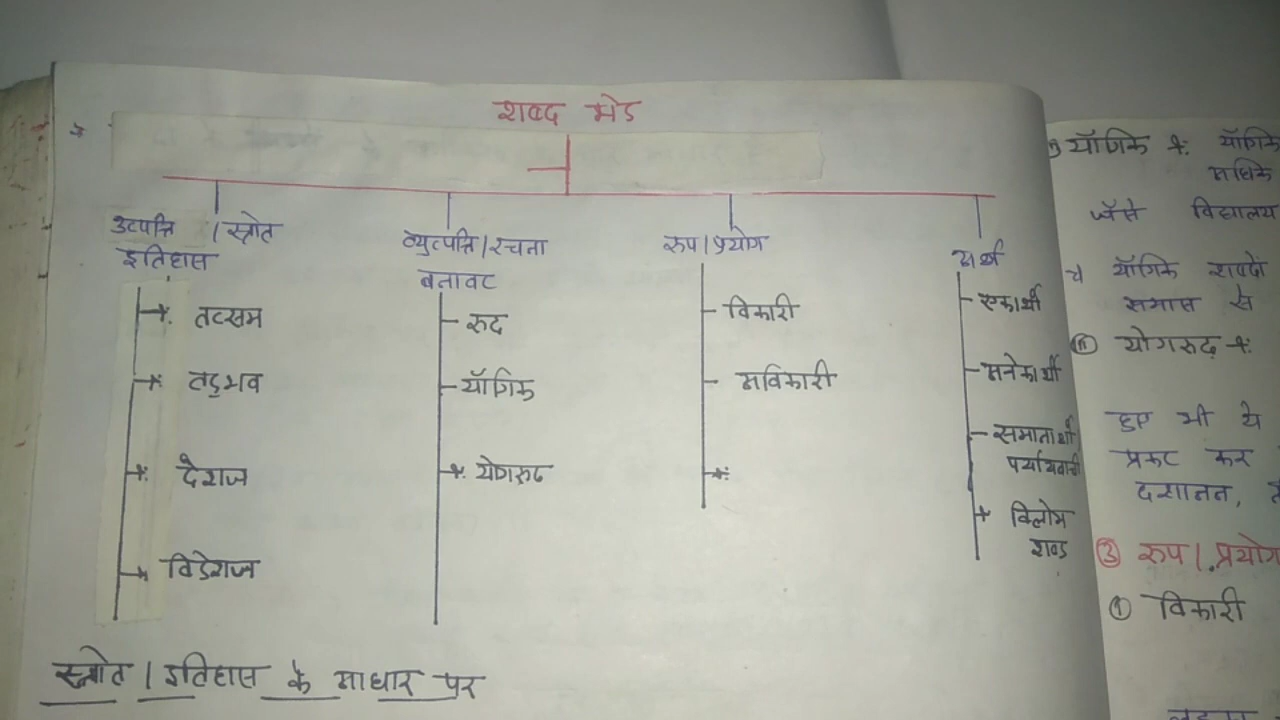 शब्द भेद
उत्पत्ति / स्त्रोत
इतिहास
तत्सम
तद्भव
देशज
विदेशज
व्युत्पत्ति / रचना
बनावट
रुढ
यौगिक
योगरुढ
रुप / प्रयोग
विकारी
अविकारी
अर्थ
एकार्थी
अनेकार्थी
समानार्थी
पर्यायवाची
विलोम
शब्द
स्त्रोत / इतिहास के आधार पर
यौगिक यौगिक
अधिक
जैसे विद्यालय
यौगिक शब्दो
समास से
योगरुढ
हुए भी ये
प्रकट कर
दशानन,
③ रुप / प्रयोग
① विकारी